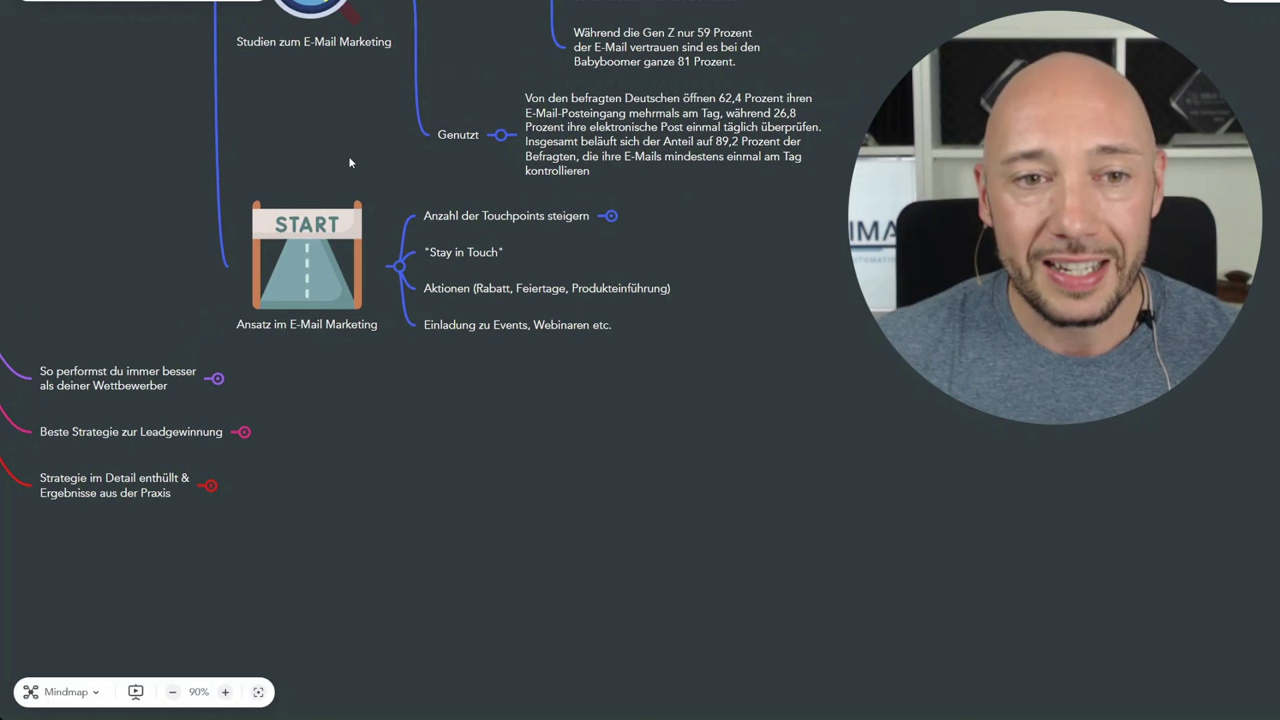 Studien zum E-Mail Marketing
Während die Gen Z nur 59 Prozent
der E-Mail vertrauen sind es bei den
Babyboomer ganze 81 Prozent.
Genutzt
Von den befragten Deutschen öffnen 62,4 Prozent ihren
E-Mail-Posteingang mehrmals am Tag, während 26,8
Prozent ihre elektronische Post einmal täglich überprüfen.
Insgesamt beläuft sich der Anteil auf 89,2 Prozent der
Befragten, die ihre E-Mails mindestens einmal am Tag
kontrollieren
START
Ansatz im E-Mail Marketing
Anzahl der Touchpoints steigern
"Stay in Touch"
Aktionen (Rabatt, Feiertage, Produkteinführung)
Einladung zu Events, Webinaren etc.
So performst du immer besser
als deiner Wettbewerber
Beste Strategie zur Leadgewinnung
Strategie im Detail enthüllt &
Ergebnisse aus der Praxis
Mindmap
90%